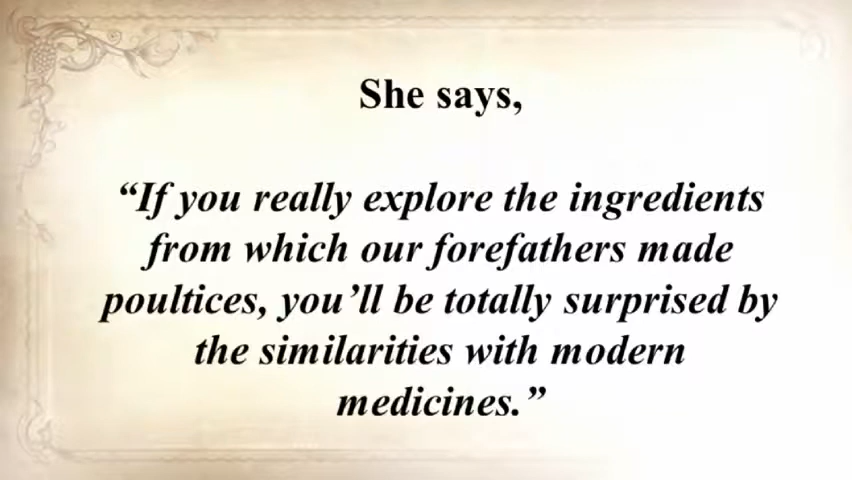 She says,
“If you really explore the ingredients
from which our forefathers made
poultices, you’ll be totally surprised by
the similarities with modern
medicines.”